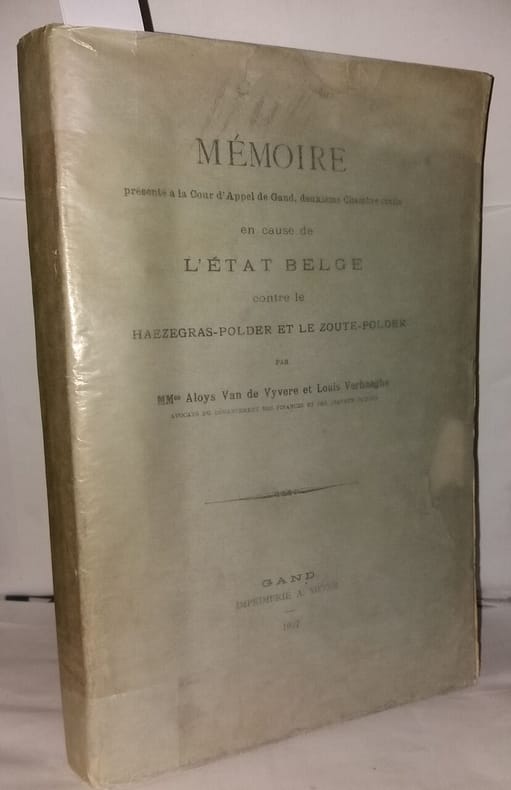 MÉMOIRE
présenté à la Cour d'Appel de Gand, deuxième Chambre civile
en cause de
L'ÉTAT BELGE
contre le
HAEZEGRAS-POLDER ET LE ZOUTE-POLDER
PAR
MMes Aloys Van de Vyvere et Louis Verhaeghe
AVOCATS DU DÉPARTEMENT DES FINANCES ET DES TRAVAUX PUBLICS
GAND
IMPRIMERIE A.
1907